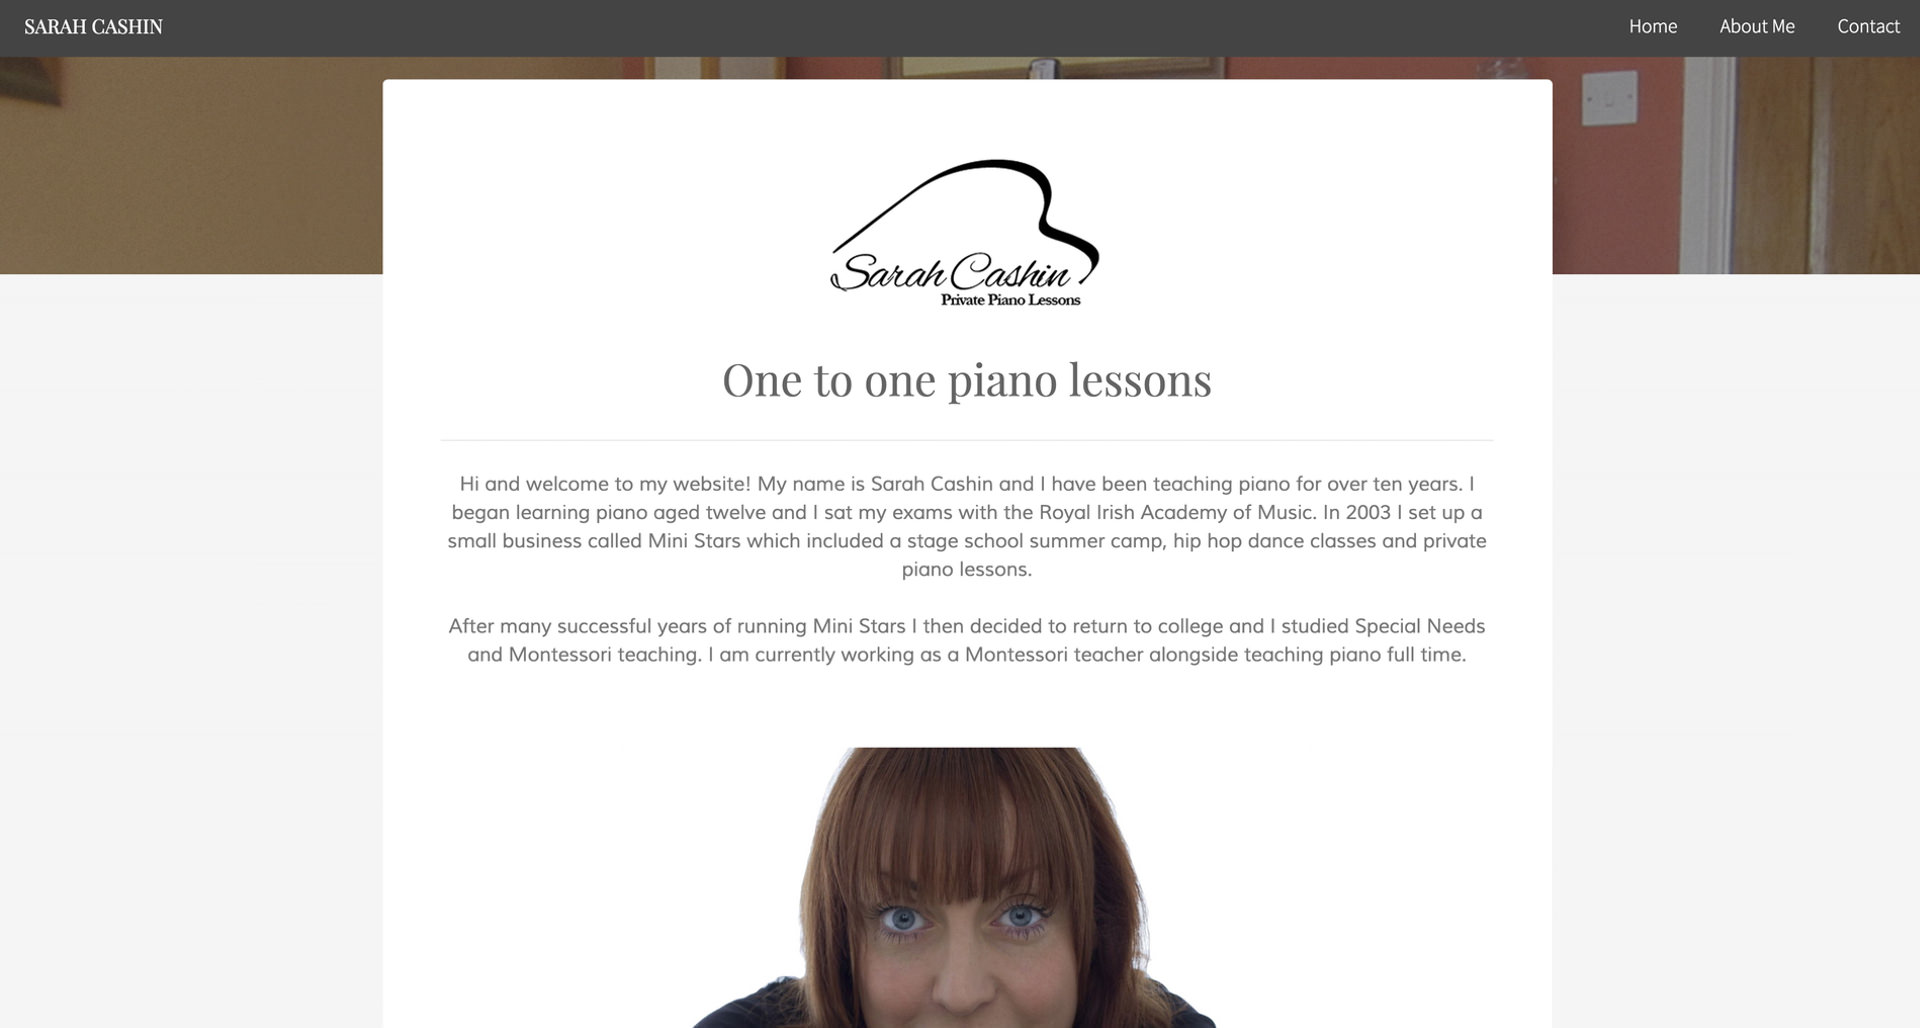 SARAH CASHIN
Home
About Me
Contact
Sarah Cashin
Private Piano Lessons
One to one piano lessons
Hi and welcome to my website! My name is Sarah Cashin and I have been teaching piano for over ten years. I
began learning piano aged twelve and I sat my exams with the Royal Irish Academy of Music. In 2003 I set up a
small business called Mini Stars which included a stage school summer camp, hip hop dance classes and private
piano lessons.
After many successful years of running Mini Stars I then decided to return to college and I studied Special Needs
and Montessori teaching. I am currently working as a Montessori teacher alongside teaching piano full time.